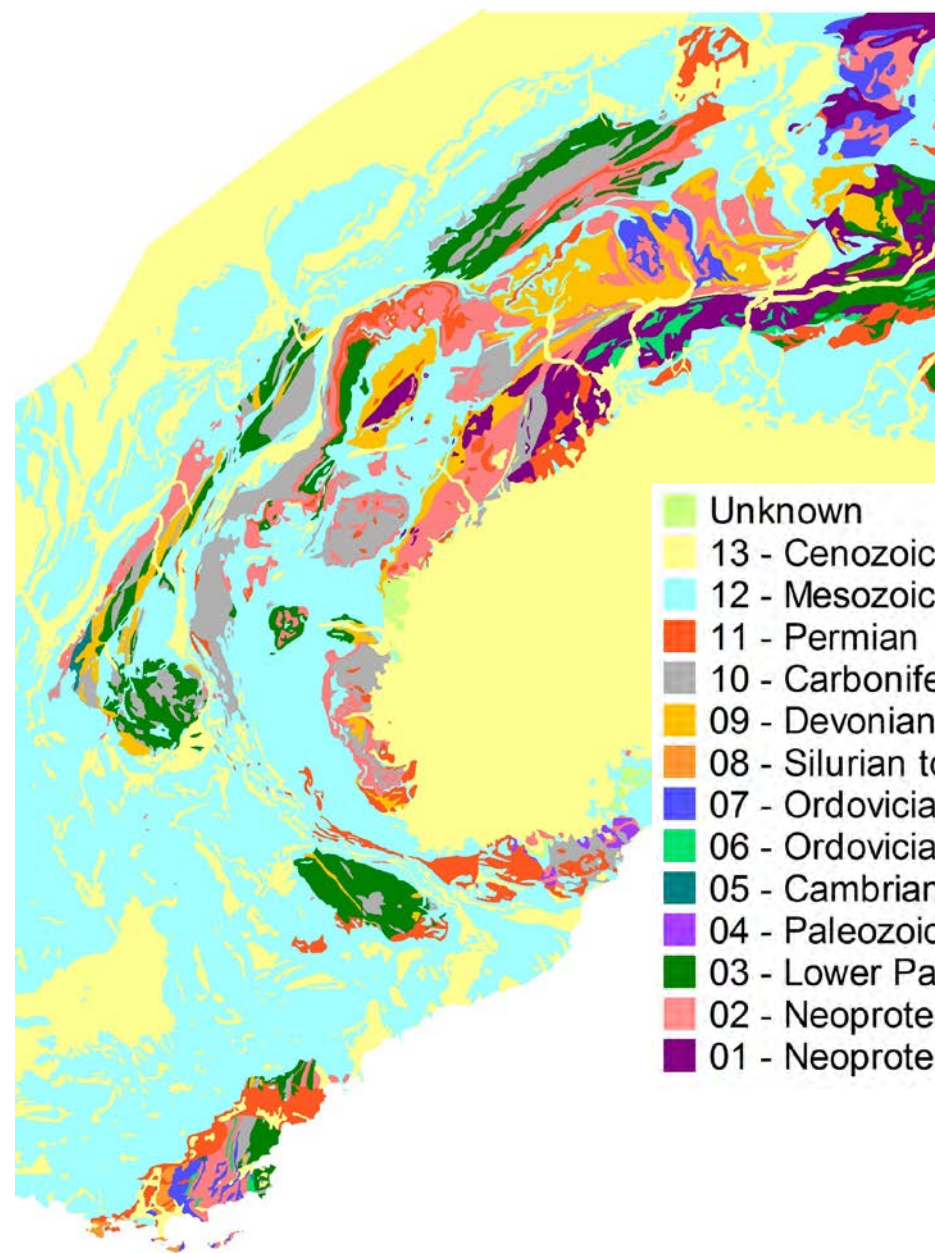 Unknown
13 - Cenozoic
12 - Mesozoic
11 - Permian
10 - Carbonife
09 - Devonian
08 - Silurian to
07 - Ordovicia
06 - Ordovicia
05 - Cambrian
04 - Paleozoic
03 - Lower Pa
02 - Neoprote
01 - Neoprote